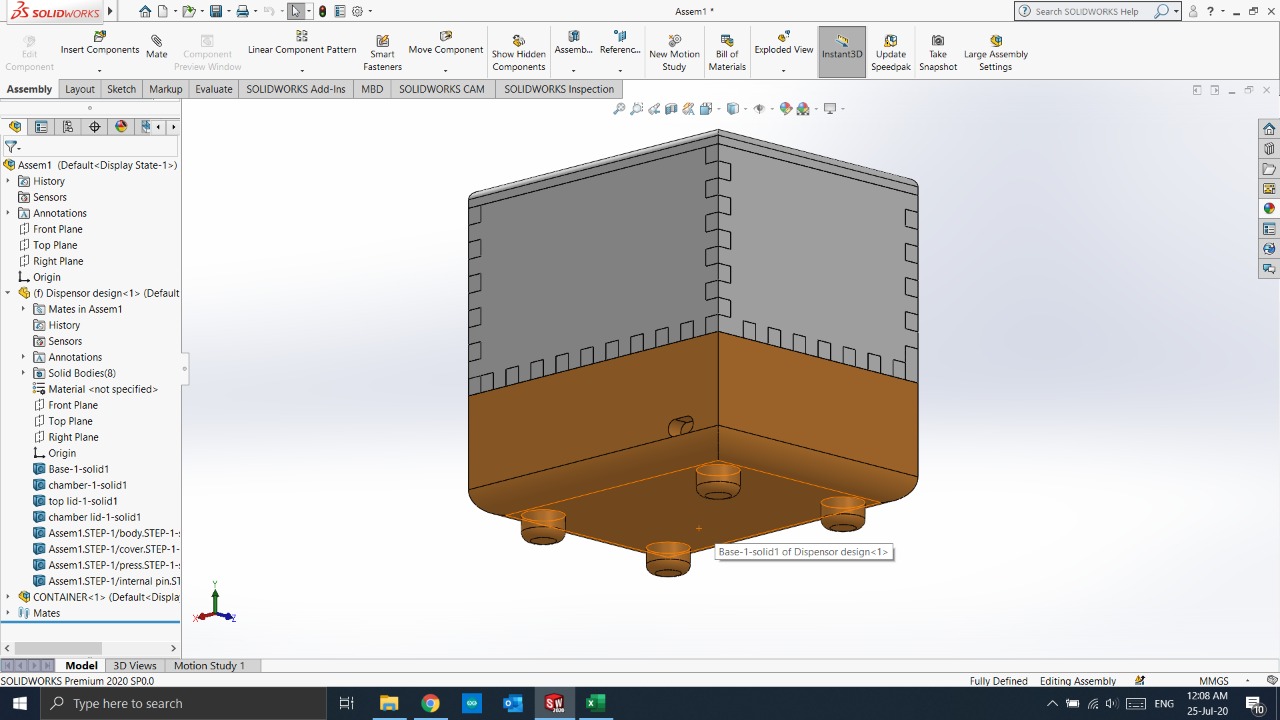 SOLIDWORKS
Assem1 *
Search SOLIDWORKS Help
Edit Component
Insert Components
Mate
Component Preview Window
Linear Component Pattern
Smart Fasteners
Move Component
Show Hidden Components
Assemb...
Referenc...
New Motion Study
Bill of Materials
Exploded View
Instant3D
Update Speedpak
Take Snapshot
Large Assembly Settings
Assembly
Layout
Sketch
Markup
Evaluate
SOLIDWORKS Add-Ins
MBD
SOLIDWORKS CAM
SOLIDWORKS Inspection
Assem1 (Default<Display State-1>)
History
Sensors
Annotations
Front Plane
Top Plane
Right Plane
Origin
(f) Dispensor design<1> (Default
Mates in Assem1
History
Sensors
Annotations
Solid Bodies(8)
Material <not specified>
Front Plane
Top Plane
Right Plane
Origin
Base-1-solid1
chamber-1-solid1
top lid-1-solid1
chamber lid-1-solid1
Assem1.STEP-1/body.STEP-1-
Assem1.STEP-1/cover.STEP-1-
Assem1.STEP-1/press.STEP-1-
Assem1.STEP-1/internal pin.ST
CONTAINER<1> (Default<Displa
Mates
Base-1-solid1 of Dispensor design<1>
Y
X
Z
Model
3D Views
Motion Study 1
SOLIDWORKS Premium 2020 SP0.0
Fully Defined
Editing Assembly
MMGS
Type here to search
ENG
12:08 AM
25-Jul-20